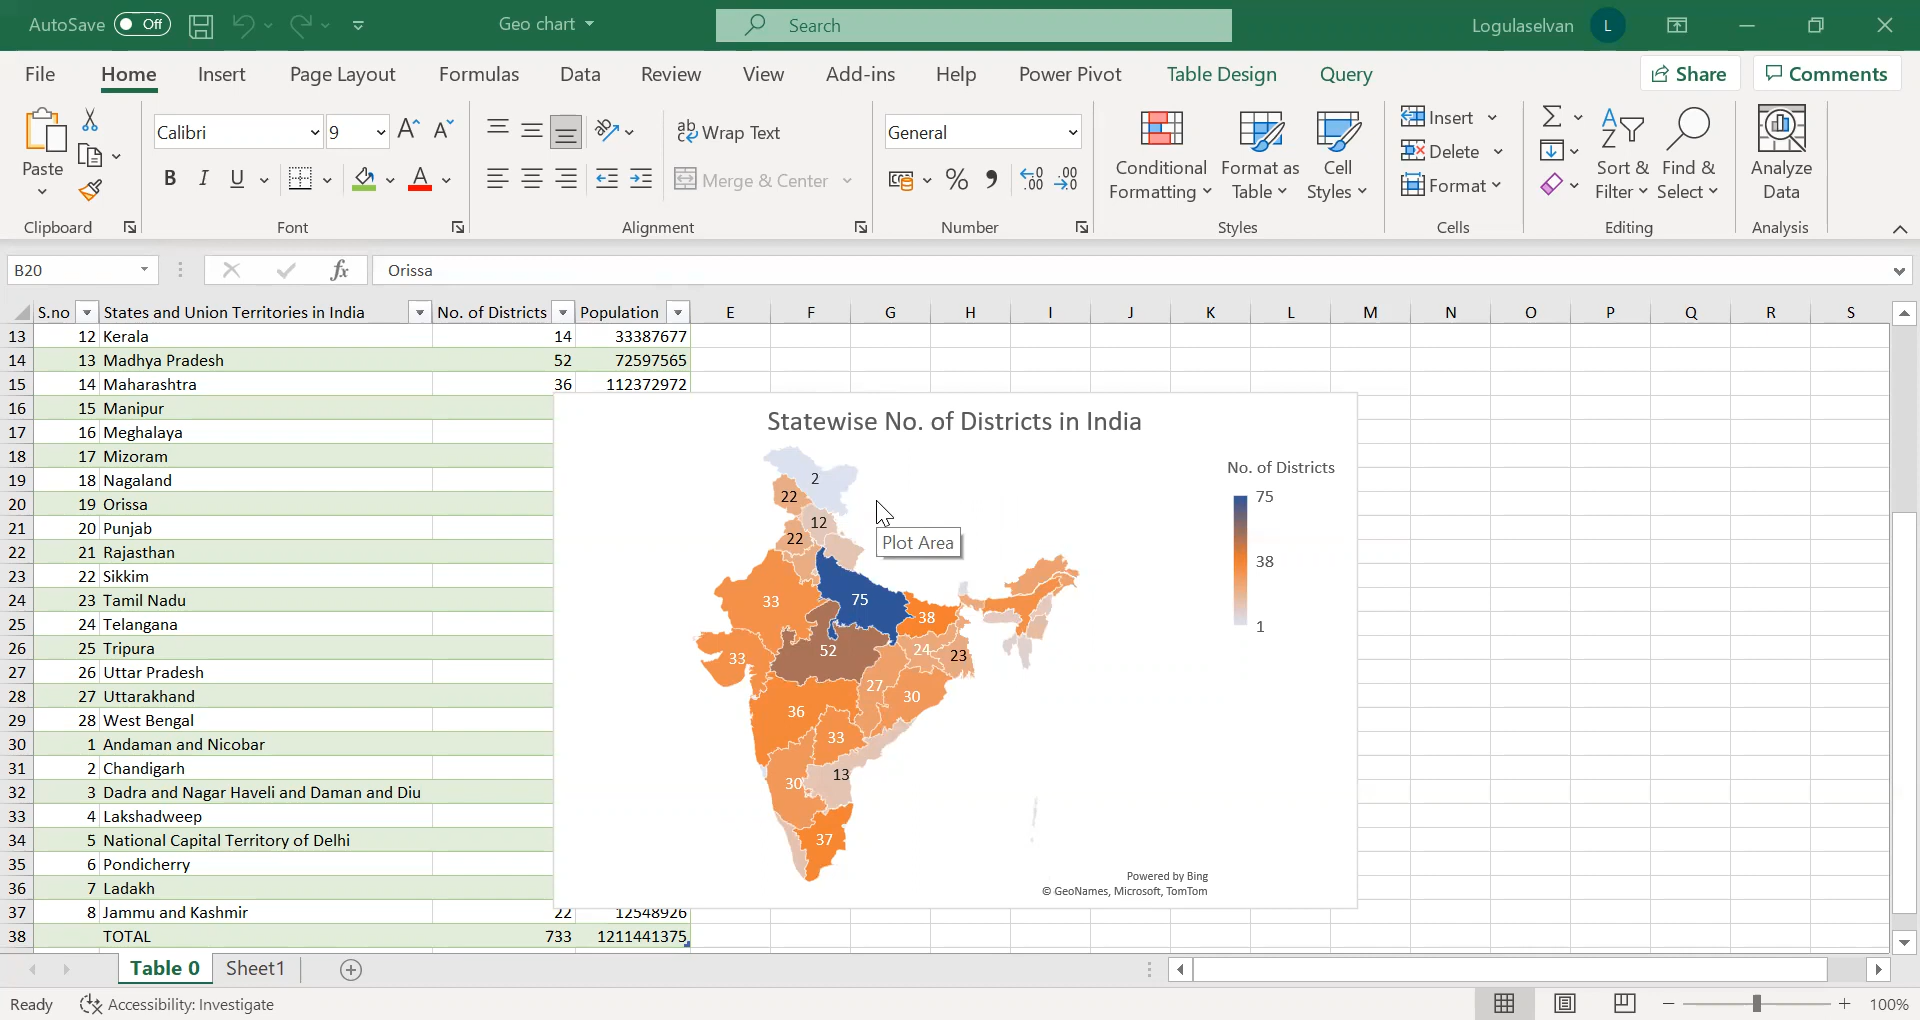 AutoSave Off Geo chart Search Logulaselvan L
File Home Insert Page Layout Formulas Data Review View Add-ins Help Power Pivot Table Design Query Share Comments
Paste
Calibri 9
Wrap Text
Merge & Center
General
Conditional Formatting
Format as Table
Cell Styles
Insert
Delete
Format
Sort & Filter
Find & Select
Analyze Data
Clipboard Font Alignment Number Styles Cells Editing Analysis
B20 fx Orissa
S.no States and Union Territories in India No. of Districts Population E F G H I J K L M N O P Q R S
13 12 Kerala 14 33387677
14 13 Madhya Pradesh 52 72597565
15 14 Maharashtra 36 112372972
16 15 Manipur
17 16 Meghalaya
18 17 Mizoram
19 18 Nagaland
20 19 Orissa
21 20 Punjab
22 21 Rajasthan
23 22 Sikkim
24 23 Tamil Nadu
25 24 Telangana
26 25 Tripura
27 26 Uttar Pradesh
28 27 Uttarakhand
29 28 West Bengal
30 1 Andaman and Nicobar
31 2 Chandigarh
32 3 Dadra and Nagar Haveli and Daman and Diu
33 4 Lakshadweep
34 5 National Capital Territory of Delhi
35 6 Pondicherry
36 7 Ladakh
37 8 Jammu and Kashmir 22 12548926
38 TOTAL 733 1211441375
Statewise No. of Districts in India
No. of Districts
75
38
1
2
22
12
22
Plot Area
33
75
38
33
52
24
23
27
30
36
33
30
13
37
Powered by Bing
© GeoNames, Microsoft, TomTom
Table 0 Sheet1
Ready Accessibility: Investigate 100%